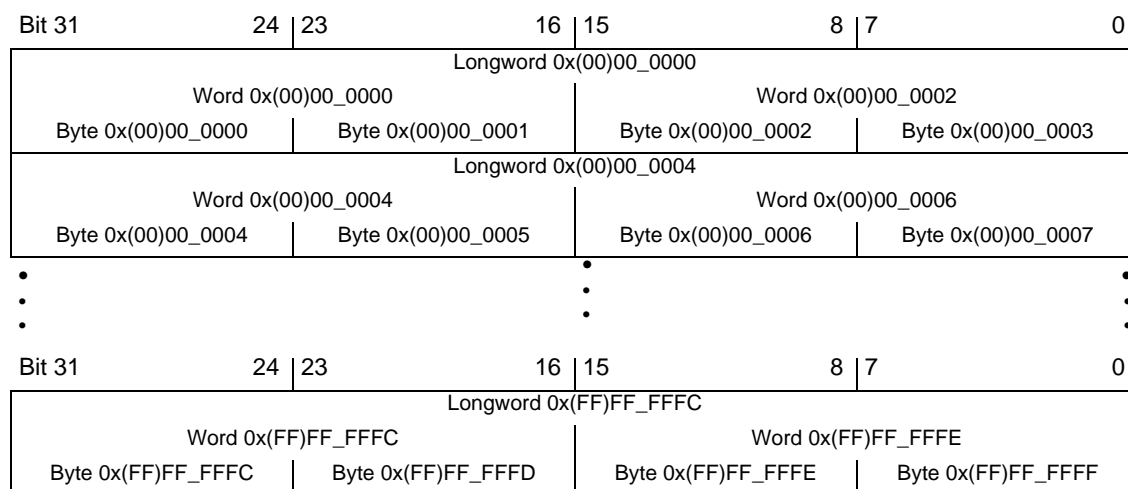 Bit 31 24 23 16 15 8 7 0
Longword 0x(00)00_0000
Word 0x(00)00_0000 Word 0x(00)00_0002
Byte 0x(00)00_0000 Byte 0x(00)00_0001 Byte 0x(00)00_0002 Byte 0x(00)00_0003
Longword 0x(00)00_0004
Word 0x(00)00_0004 Word 0x(00)00_0006
Byte 0x(00)00_0004 Byte 0x(00)00_0005 Byte 0x(00)00_0006 Byte 0x(00)00_0007
Bit 31 24 23 16 15 8 7 0
Longword 0x(FF)FF_FFFC
Word 0x(FF)FF_FFFC Word 0x(FF)FF_FFFE
Byte 0x(FF)FF_FFFC Byte 0x(FF)FF_FFFD Byte 0x(FF)FF_FFFE Byte 0x(FF)FF_FFFF